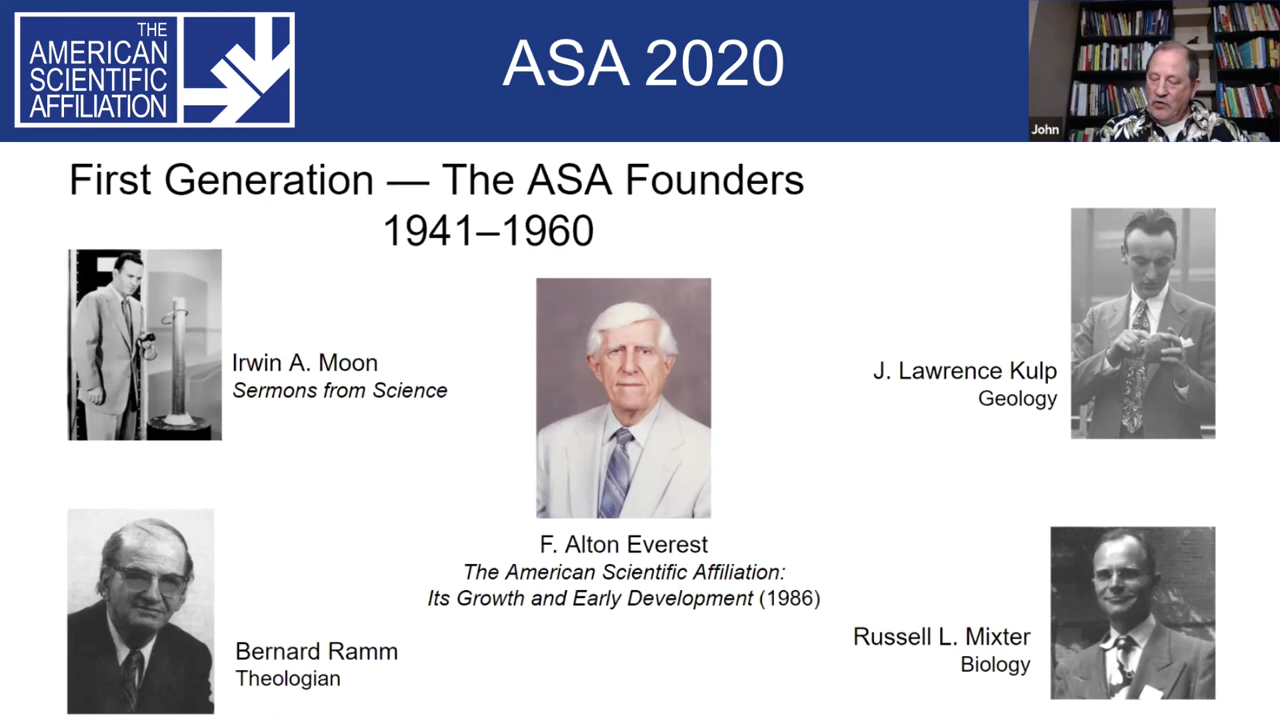 THE
AMERICAN
SCIENTIFIC
AFFILIATION
ASA 2020
John
First Generation — The ASA Founders
1941–1960
Irwin A. Moon
Sermons from Science
J. Lawrence Kulp
Geology
F. Alton Everest
The American Scientific Affiliation:
Its Growth and Early Development (1986)
Bernard Ramm
Theologian
Russell L. Mixter
Biology